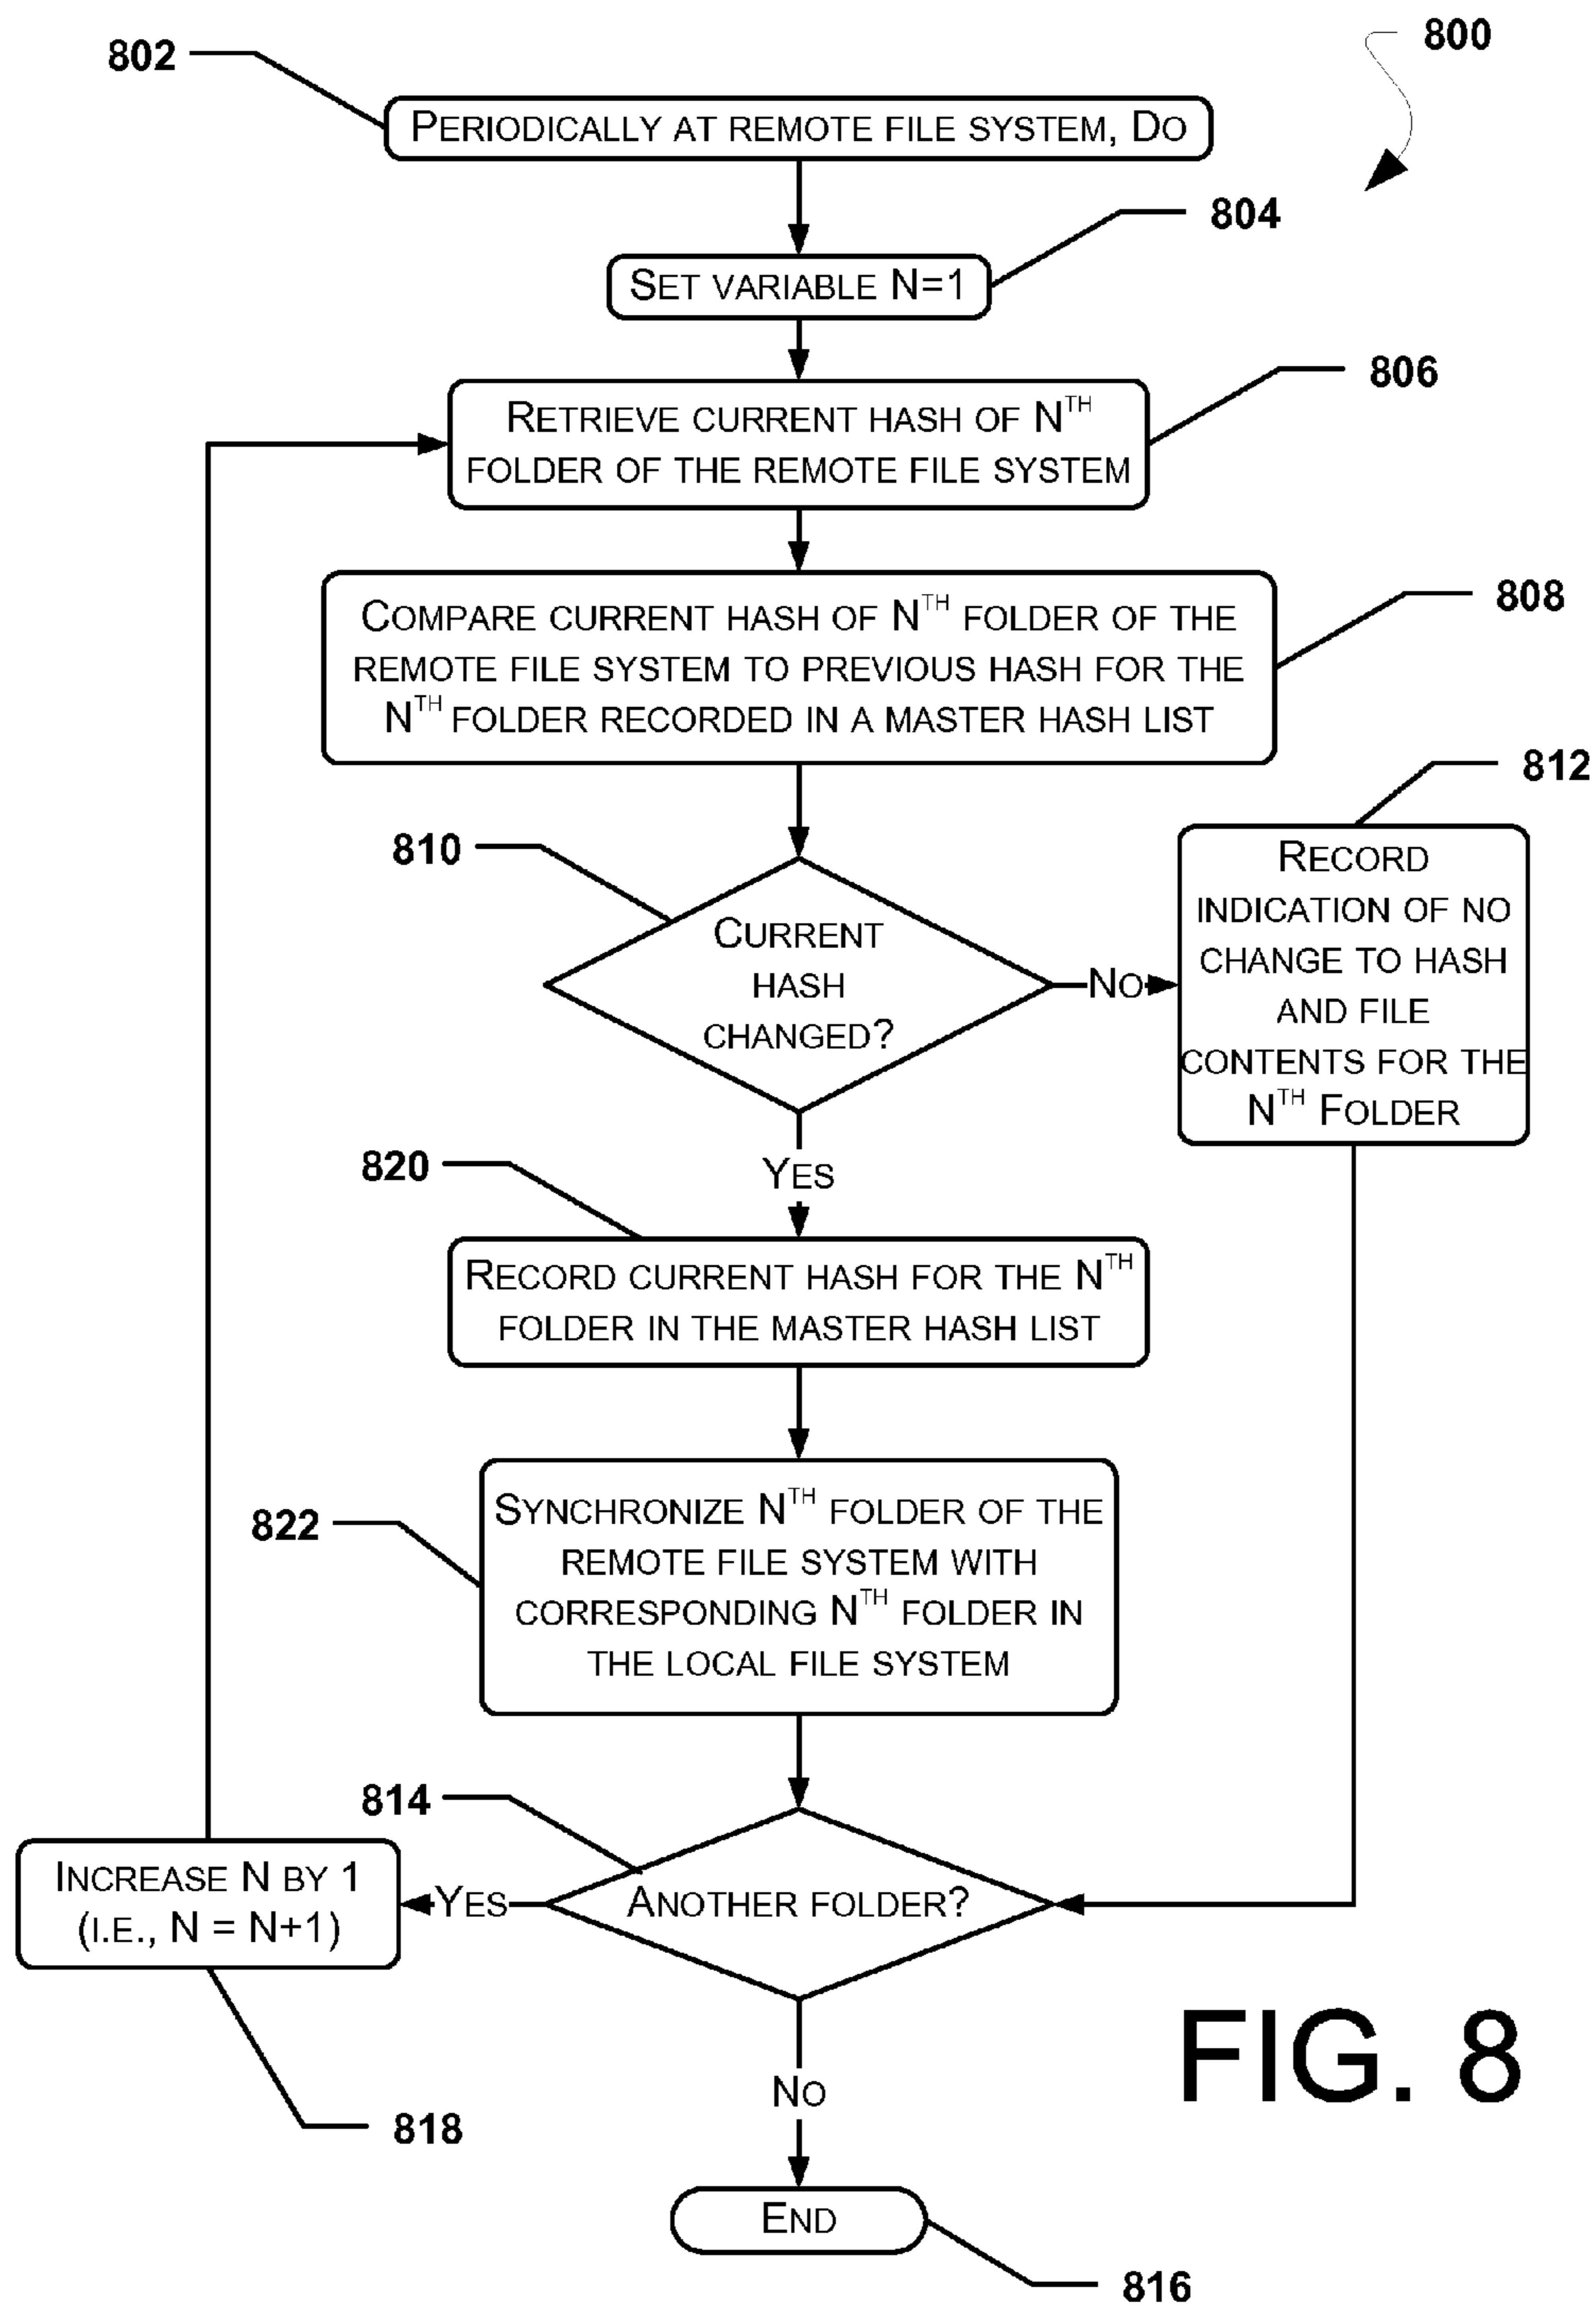 800
802
PERIODICALLY AT REMOTE FILE SYSTEM, DO
804
SET VARIABLE N=1
806
RETRIEVE CURRENT HASH OF NTH
FOLDER OF THE REMOTE FILE SYSTEM
808
COMPARE CURRENT HASH OF NTH FOLDER OF THE
REMOTE FILE SYSTEM TO PREVIOUS HASH FOR THE
NTH FOLDER RECORDED IN A MASTER HASH LIST
810
CURRENT
HASH
CHANGED?
NO
812
RECORD
INDICATION OF NO
CHANGE TO HASH
AND FILE
CONTENTS FOR THE
NTH FOLDER
YES
820
RECORD CURRENT HASH FOR THE NTH
FOLDER IN THE MASTER HASH LIST
822
SYNCHRONIZE NTH FOLDER OF THE
REMOTE FILE SYSTEM WITH
CORRESPONDING NTH FOLDER IN
THE LOCAL FILE SYSTEM
814
ANOTHER FOLDER?
YES
INCREASE N BY 1
(I.E., N = N+1)
818
NO
END
816
FIG. 8